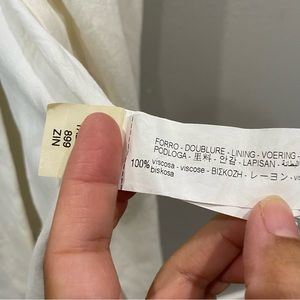 899
ZIN
FORRO - DOUBLURE - LINING - VOERING -
PODLOGA - 里料 - 안감 - LAPISAN -
100% viscosa - viscose - ΒΙΣΚΟΖΗ - レーヨン -
biskosa